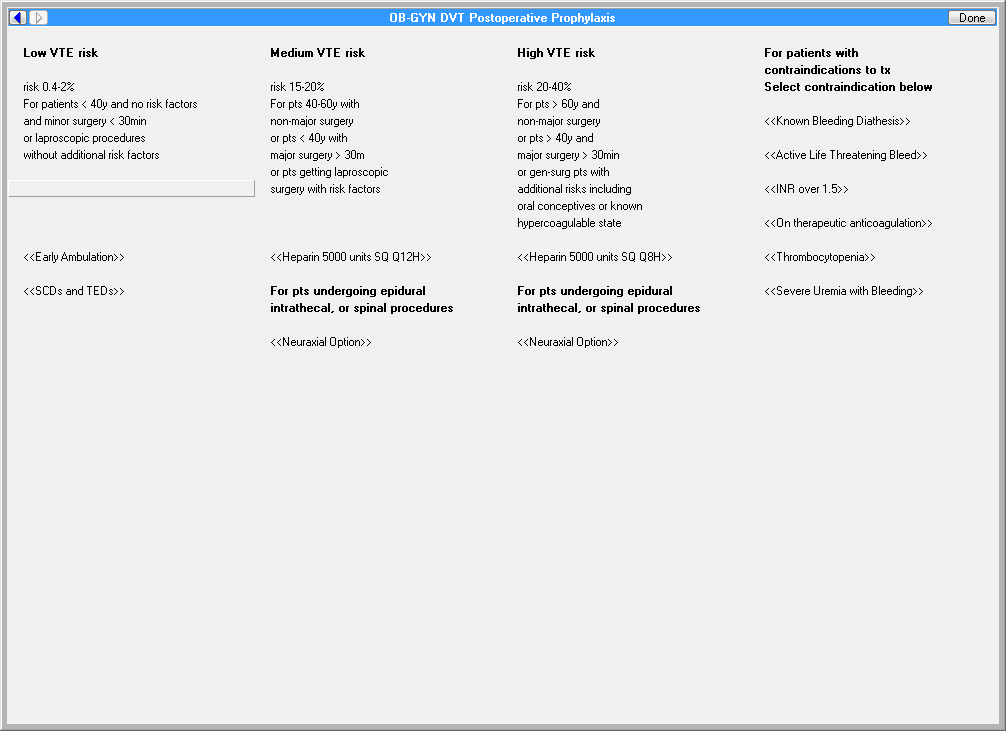 OB-GYN DVT Postoperative Prophylaxis
Done
Low VTE risk
risk 0.4-2%
For patients < 40y and no risk factors
and minor surgery < 30min
or laproscopic procedures
without additional risk factors
<<Early Ambulation>>
<<SCDs and TEDs>>
Medium VTE risk
risk 15-20%
For pts 40-60y with
non-major surgery
or pts < 40y with
major surgery > 30m
or pts getting laproscopic
surgery with risk factors
<<Heparin 5000 units SQ Q12H>>
For pts undergoing epidural
intrathecal, or spinal procedures
<<Neuraxial Option>>
High VTE risk
risk 20-40%
For pts > 60y and
non-major surgery
or pts > 40y and
major surgery > 30min
or gen-surg pts with
additional risks including
oral conceptives or known
hypercoagulable state
<<Heparin 5000 units SQ Q8H>>
For pts undergoing epidural
intrathecal, or spinal procedures
<<Neuraxial Option>>
For patients with
contraindications to tx
Select contraindication below
<<Known Bleeding Diathesis>>
<<Active Life Threatening Bleed>>
<<INR over 1.5>>
<<On therapeutic anticoagulation>>
<<Thrombocytopenia>>
<<Severe Uremia with Bleeding>>